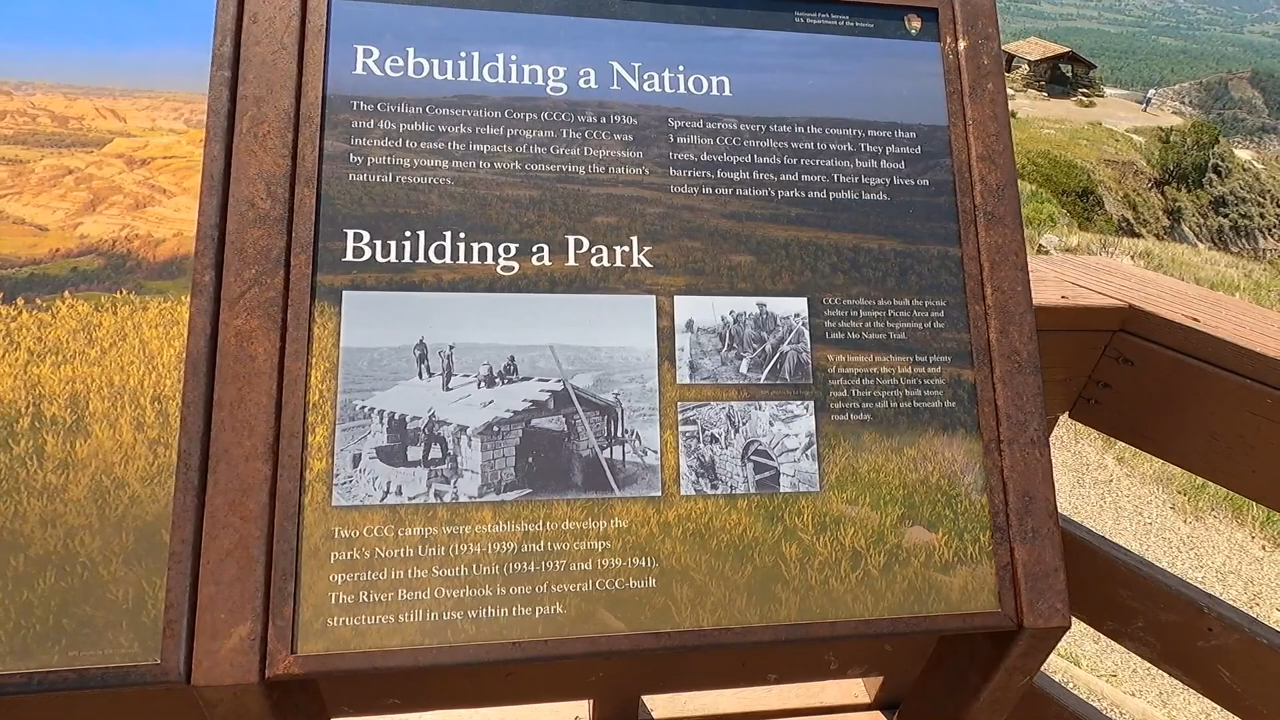 National Park Service
U.S. Department of the Interior
Rebuilding a Nation
The Civilian Conservation Corps (CCC) was a 1930s
and 40s public works relief program. The CCC was
intended to ease the impacts of the Great Depression
by putting young men to work conserving the nation's
natural resources.
Spread across every state in the country, more than
3 million CCC enrollees went to work. They planted
trees, developed lands for recreation, built flood
barriers, fought fires, and more. Their legacy lives on
today in our nation's parks and public lands.
Building a Park
CCC enrollees also built the picnic
shelter in Juniper Picnic Area and
the shelter at the beginning of the
Little Mo Nature Trail.
With limited machinery but plenty
of manpower, they laid out and
surfaced the North Unit's scenic
road. Their expertly built stone
culverts are still in use beneath the
road today.
Two CCC camps were established to develop the
park's North Unit (1934-1939) and two camps
operated in the South Unit (1934-1937 and 1939-1941).
The River Bend Overlook is one of several CCC-built
structures still in use within the park.